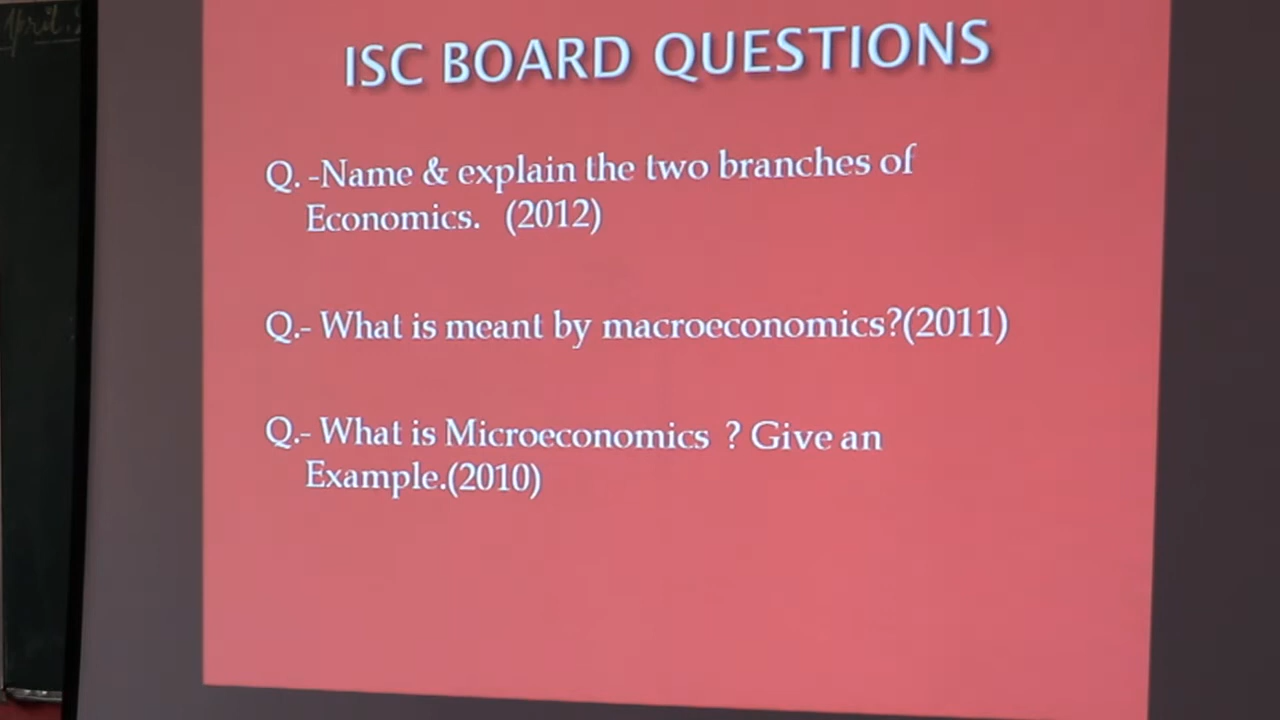 April
ISC BOARD QUESTIONS
Q. -Name & explain the two branches of
Economics. (2012)
Q.- What is meant by macroeconomics?(2011)
Q.- What is Microeconomics ? Give an
Example.(2010)